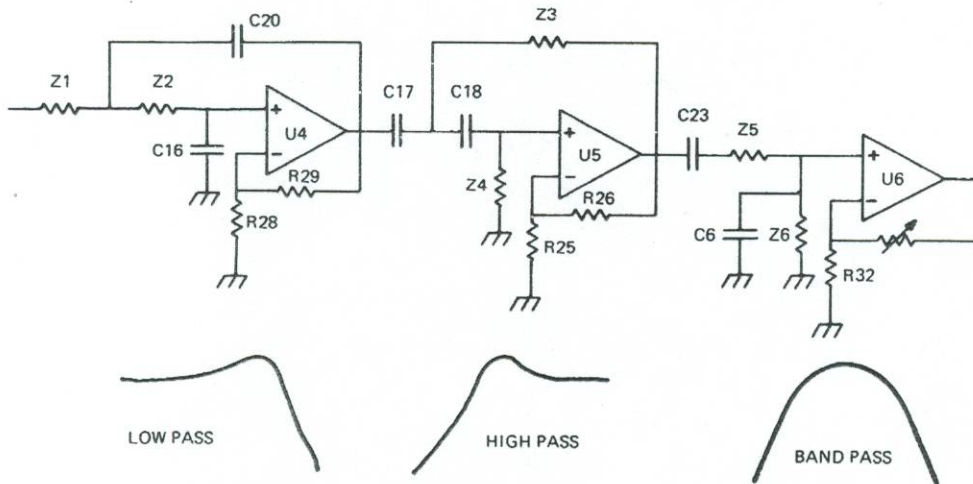 C20
Z3
Z1
Z2
C17
C18
C23
Z5
+
U4
C16
-
R29
R28
+
U5
-
Z4
R26
R25
+
U6
-
C6
Z6
R32
LOW PASS
HIGH PASS
BAND PASS